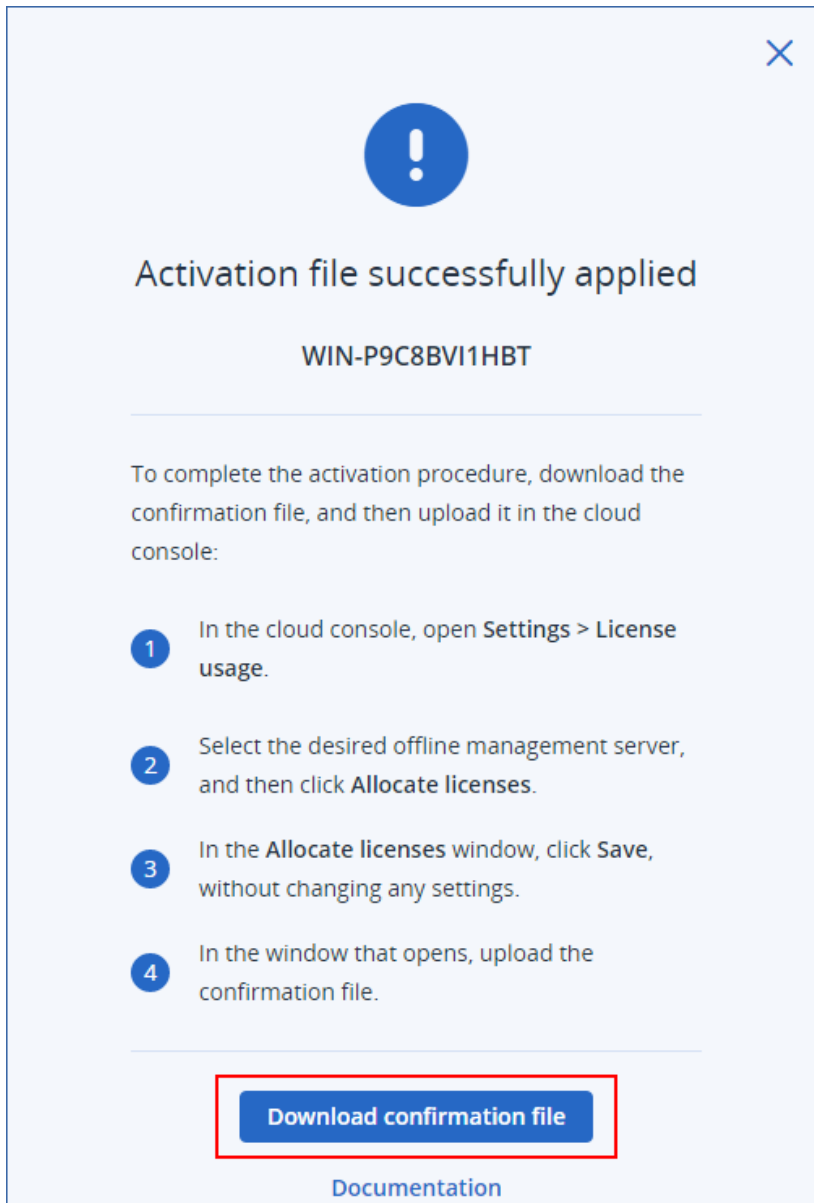 Activation file successfully applied
WIN-P9C8BVI1HBT
To complete the activation procedure, download the
confirmation file, and then upload it in the cloud
console:
1 In the cloud console, open Settings > License
usage.
2 Select the desired offline management server,
and then click Allocate licenses.
3 In the Allocate licenses window, click Save,
without changing any settings.
4 In the window that opens, upload the
confirmation file.
Download confirmation file
Documentation